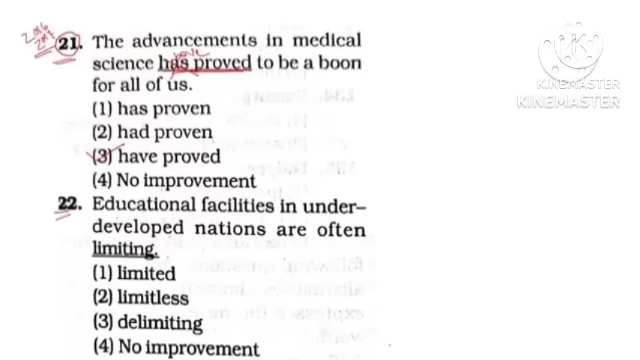 21. The advancements in medical
have
science has proved to be a boon
for all of us.
(1) has proven
(2) had proven
(3) have proved
(4) No improvement
22. Educational facilities in under-
developed nations are often
limiting.
(1) limited
(2) limitless
(3) delimiting
(4) No improvement
KINEMASTER
KINEMASTER